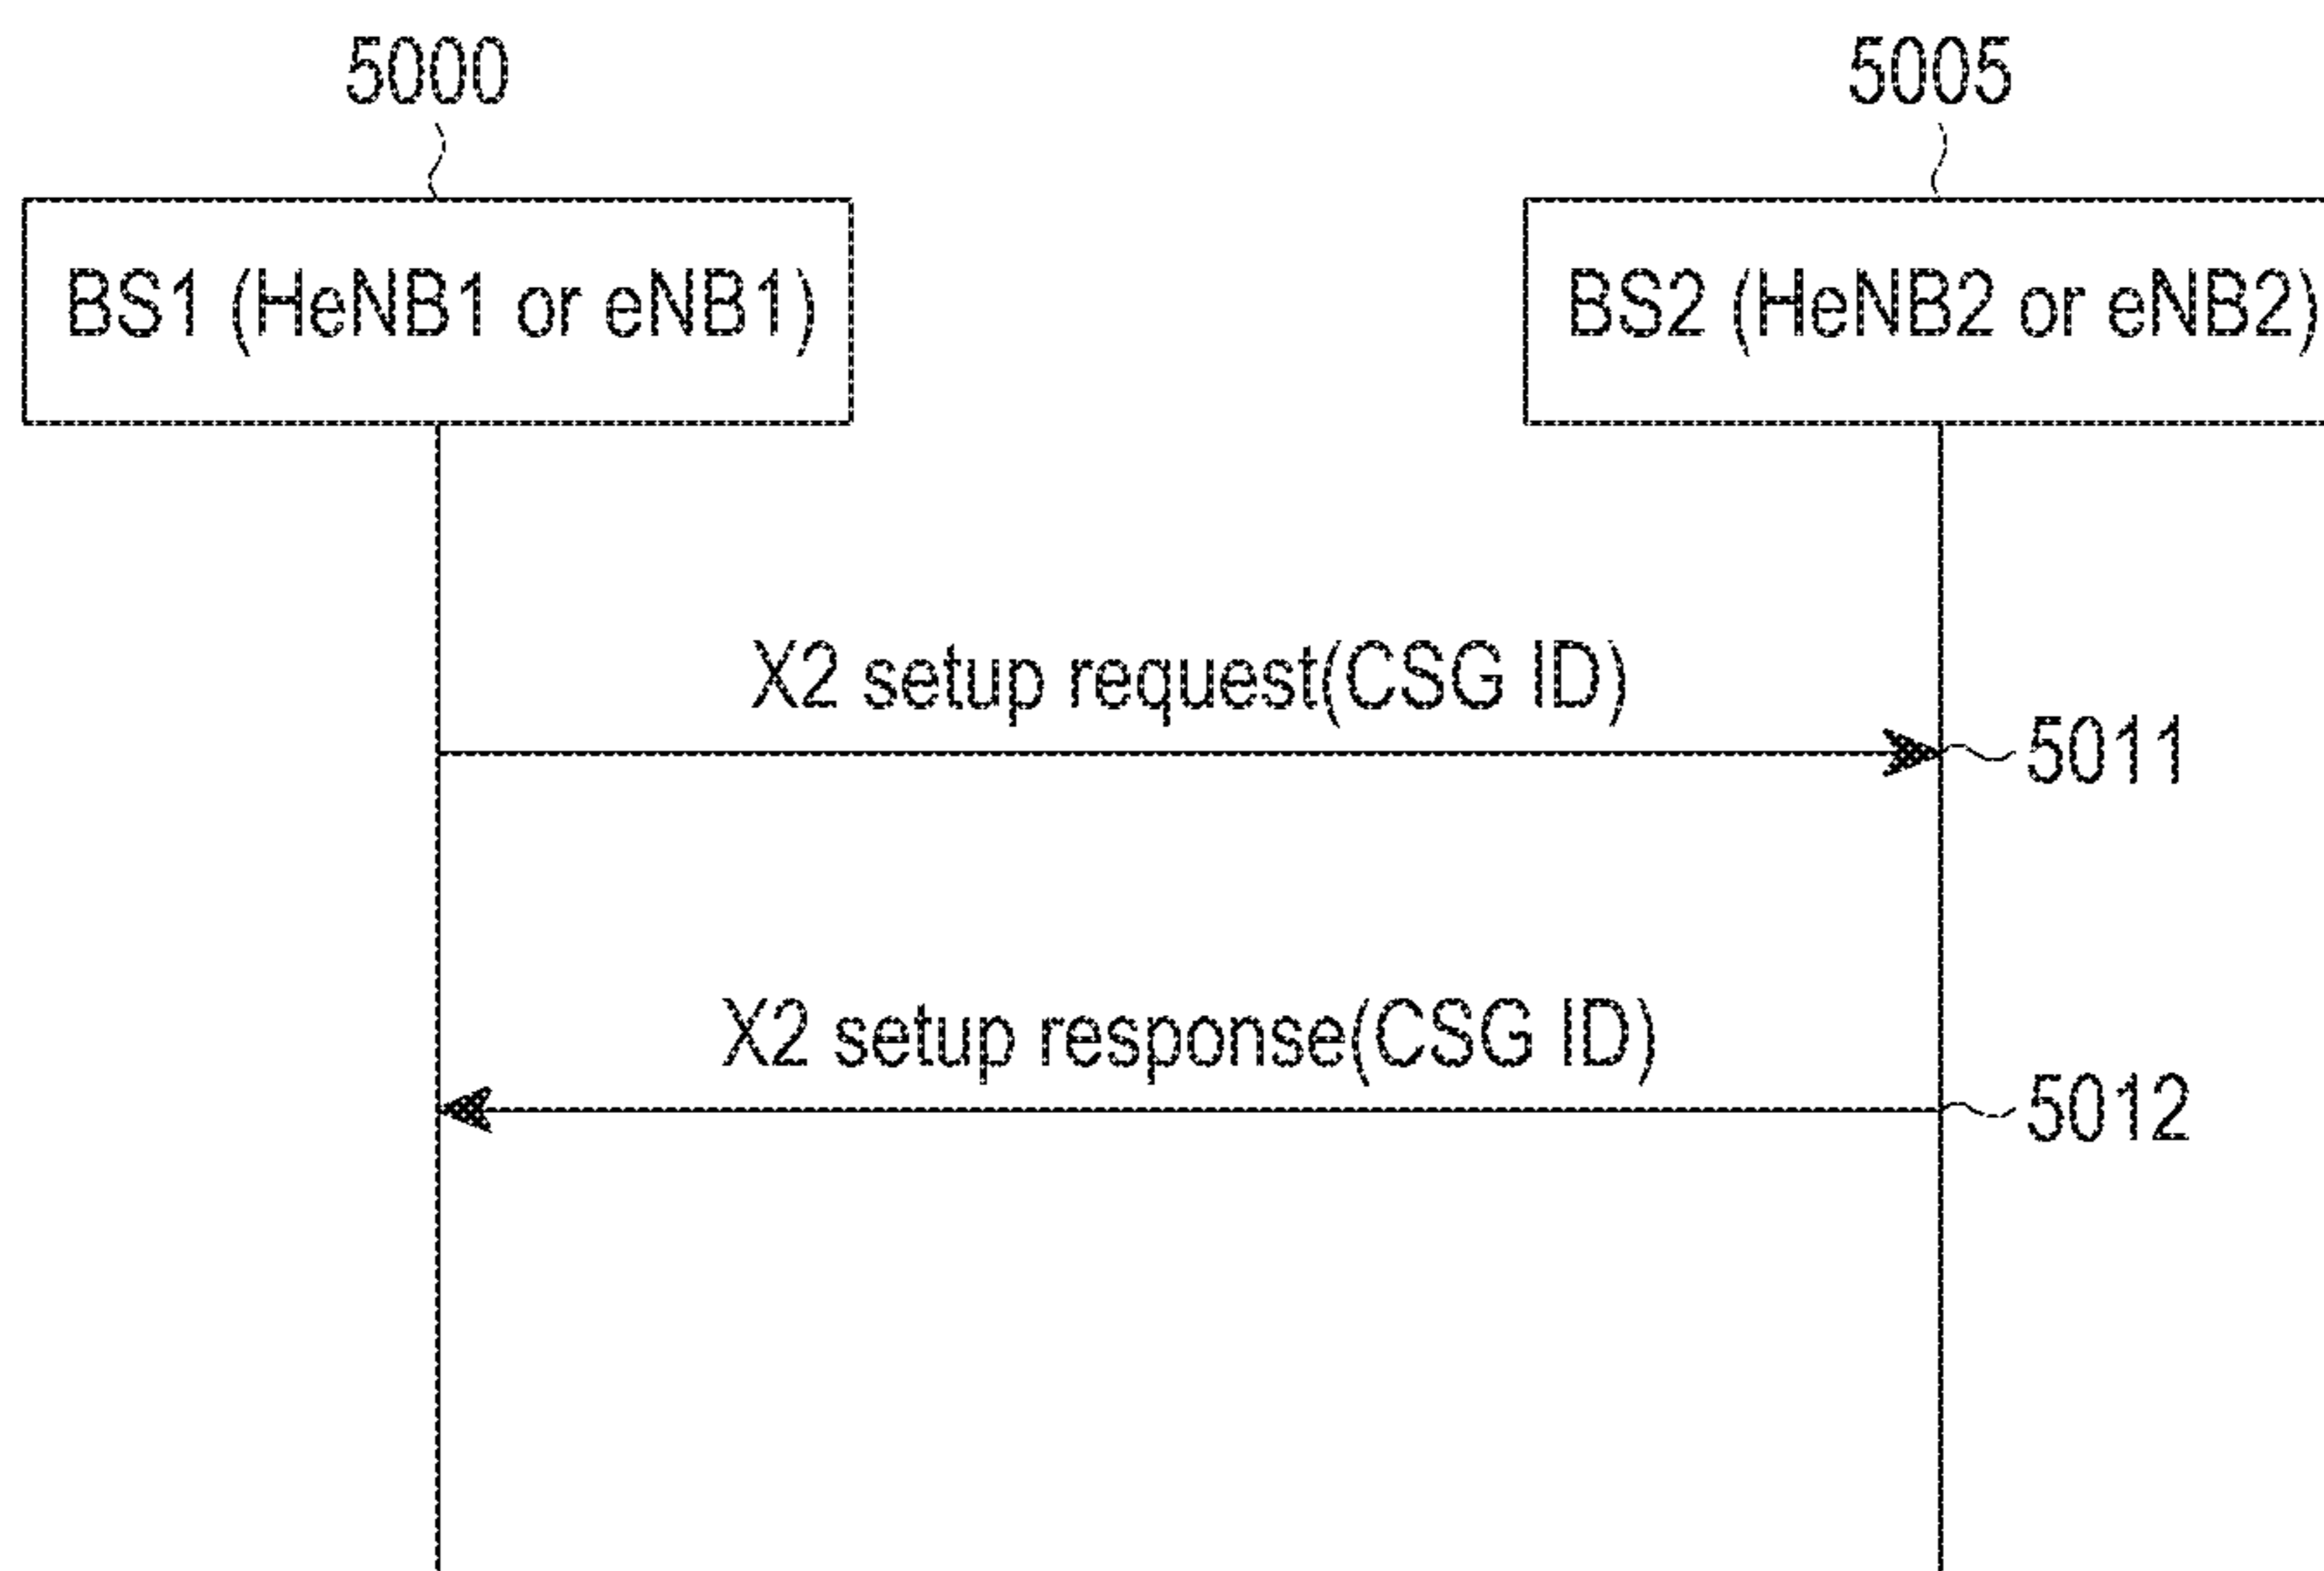 5000
5005
BS1 (HeNB1 or eNB1)
BS2 (HeNB2 or eNB2)
X2 setup request(CSG ID)
5011
X2 setup response(CSG ID)
5012